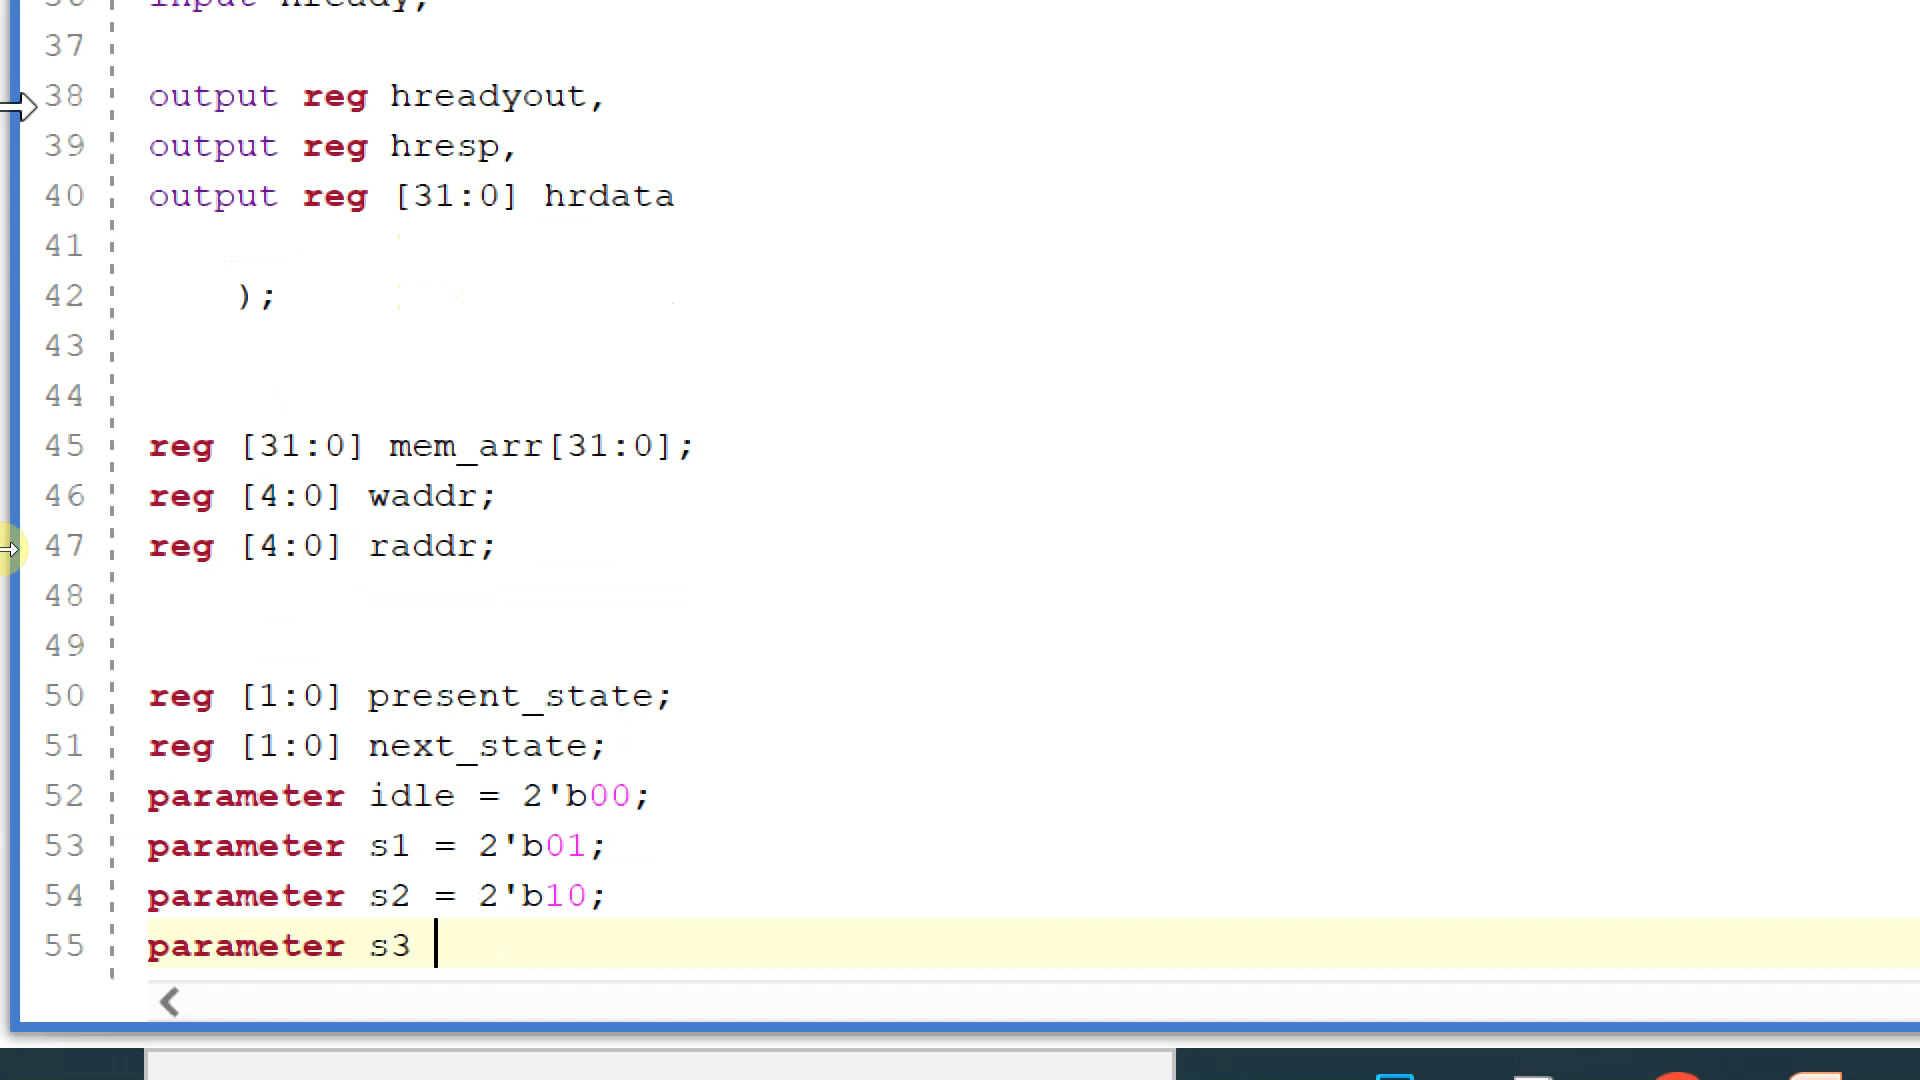 36 input hready,
37
38 output reg hreadyout,
39 output reg hresp,
40 output reg [31:0] hrdata
41
42 );
43
44
45 reg [31:0] mem_arr[31:0];
46 reg [4:0] waddr;
47 reg [4:0] raddr;
48
49
50 reg [1:0] present_state;
51 reg [1:0] next_state;
52 parameter idle = 2'b00;
53 parameter s1 = 2'b01;
54 parameter s2 = 2'b10;
55 parameter s3